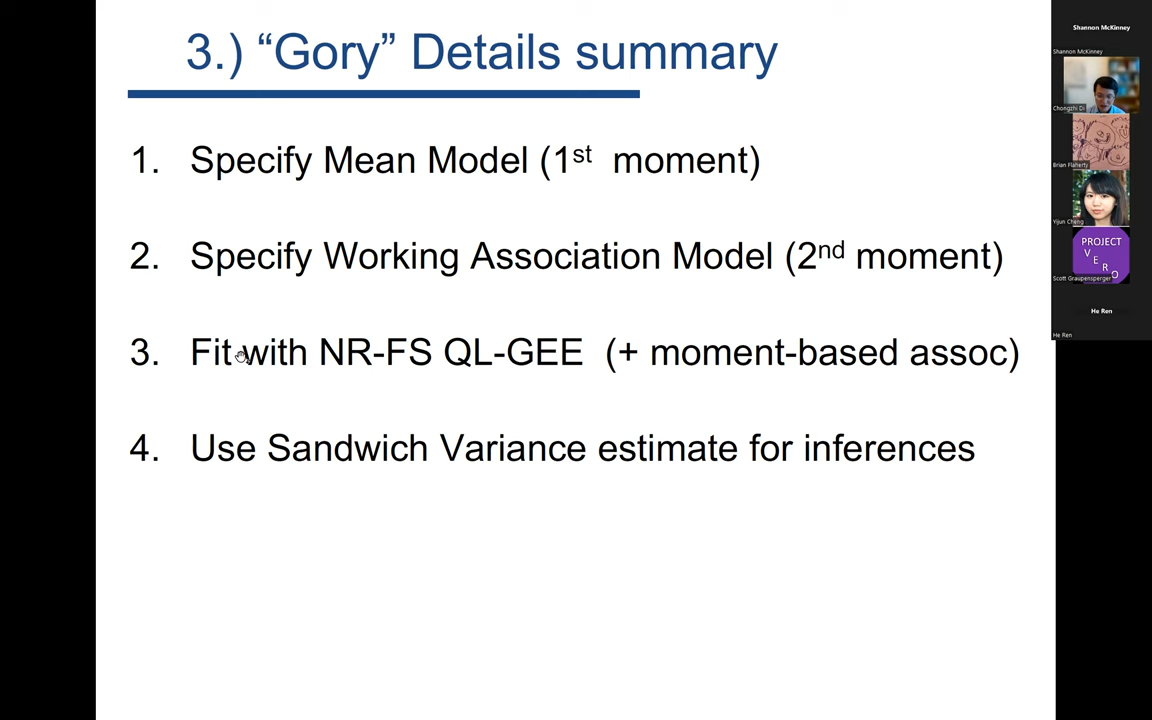 3.) “Gory” Details summary
1. Specify Mean Model (1st moment)
2. Specify Working Association Model (2nd moment)
3. Fit with NR-FS QL-GEE (+ moment-based assoc)
4. Use Sandwich Variance estimate for inferences
Shannon McKinney
Shannon McKinney
Chongzhi Di
Brian Flaherty
Yijun Cheng
PROJECT
V
E
R
O
Scott Graupensperger
He Ren
He Ren